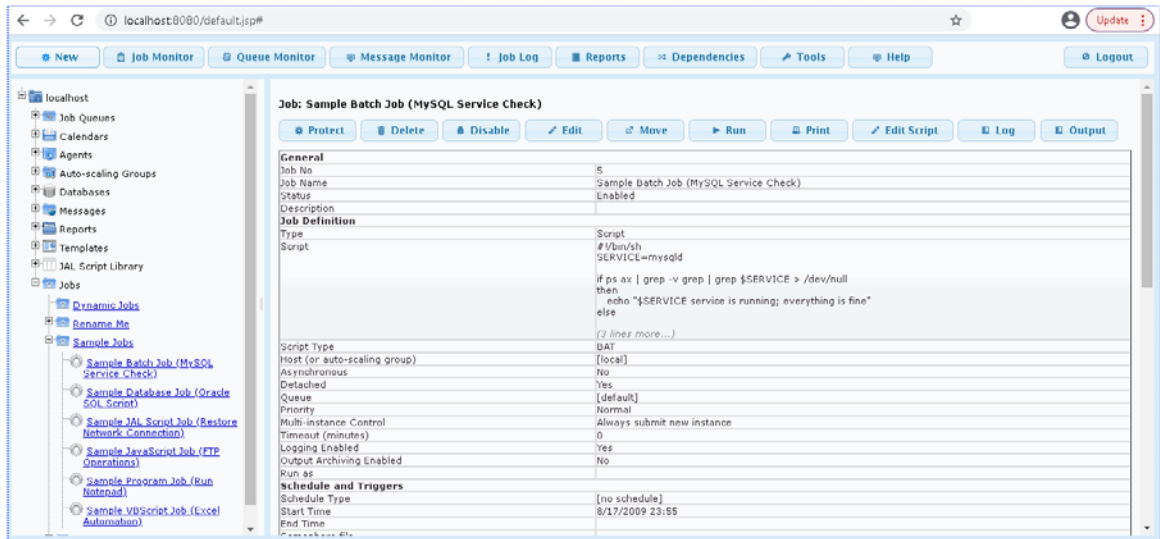 localhost:8080/default.jsp#
Update
New
Job Monitor
Queue Monitor
Message Monitor
Job Log
Reports
Dependencies
Tools
Help
Logout
localhost
Job Queues
Calendars
Agents
Auto-scaling Groups
Databases
Messages
Reports
Templates
JAL Script Library
Jobs
Dynamic Jobs
Rename Me
Sample Jobs
Sample Batch Job (MySQL
Service Check)
Sample Database Job (Oracle
SQL Script)
Sample JAL Script Job (Restore
Network Connection)
Sample JavaScript Job (FTP
Operations)
Sample Program Job (Run
Notepad)
Sample VBScript Job (Excel
Automation)
Job: Sample Batch Job (MySQL Service Check)
Protect
Delete
Disable
Edit
Move
Run
Print
Edit Script
Log
Output
General
Job No 5
Job Name Sample Batch Job (MySQL Service Check)
Status Enabled
Description
Job Definition
Type Script
Script #!/bin/sh
SERVICE=mysqld
if ps ax | grep -v grep | grep $SERVICE > /dev/null
then
echo "$SERVICE service is running; everything is fine"
else
(3 lines more...)
Script Type BAT
Host (or auto-scaling group) [local]
Asynchronous No
Detached Yes
Queue [default]
Priority Normal
Multi-instance Control Always submit new instance
Timeout (minutes) 0
Logging Enabled Yes
Output Archiving Enabled No
Run as
Schedule and Triggers
Schedule Type [no schedule]
Start Time 8/17/2009 23:55
End Time
Semaphore file